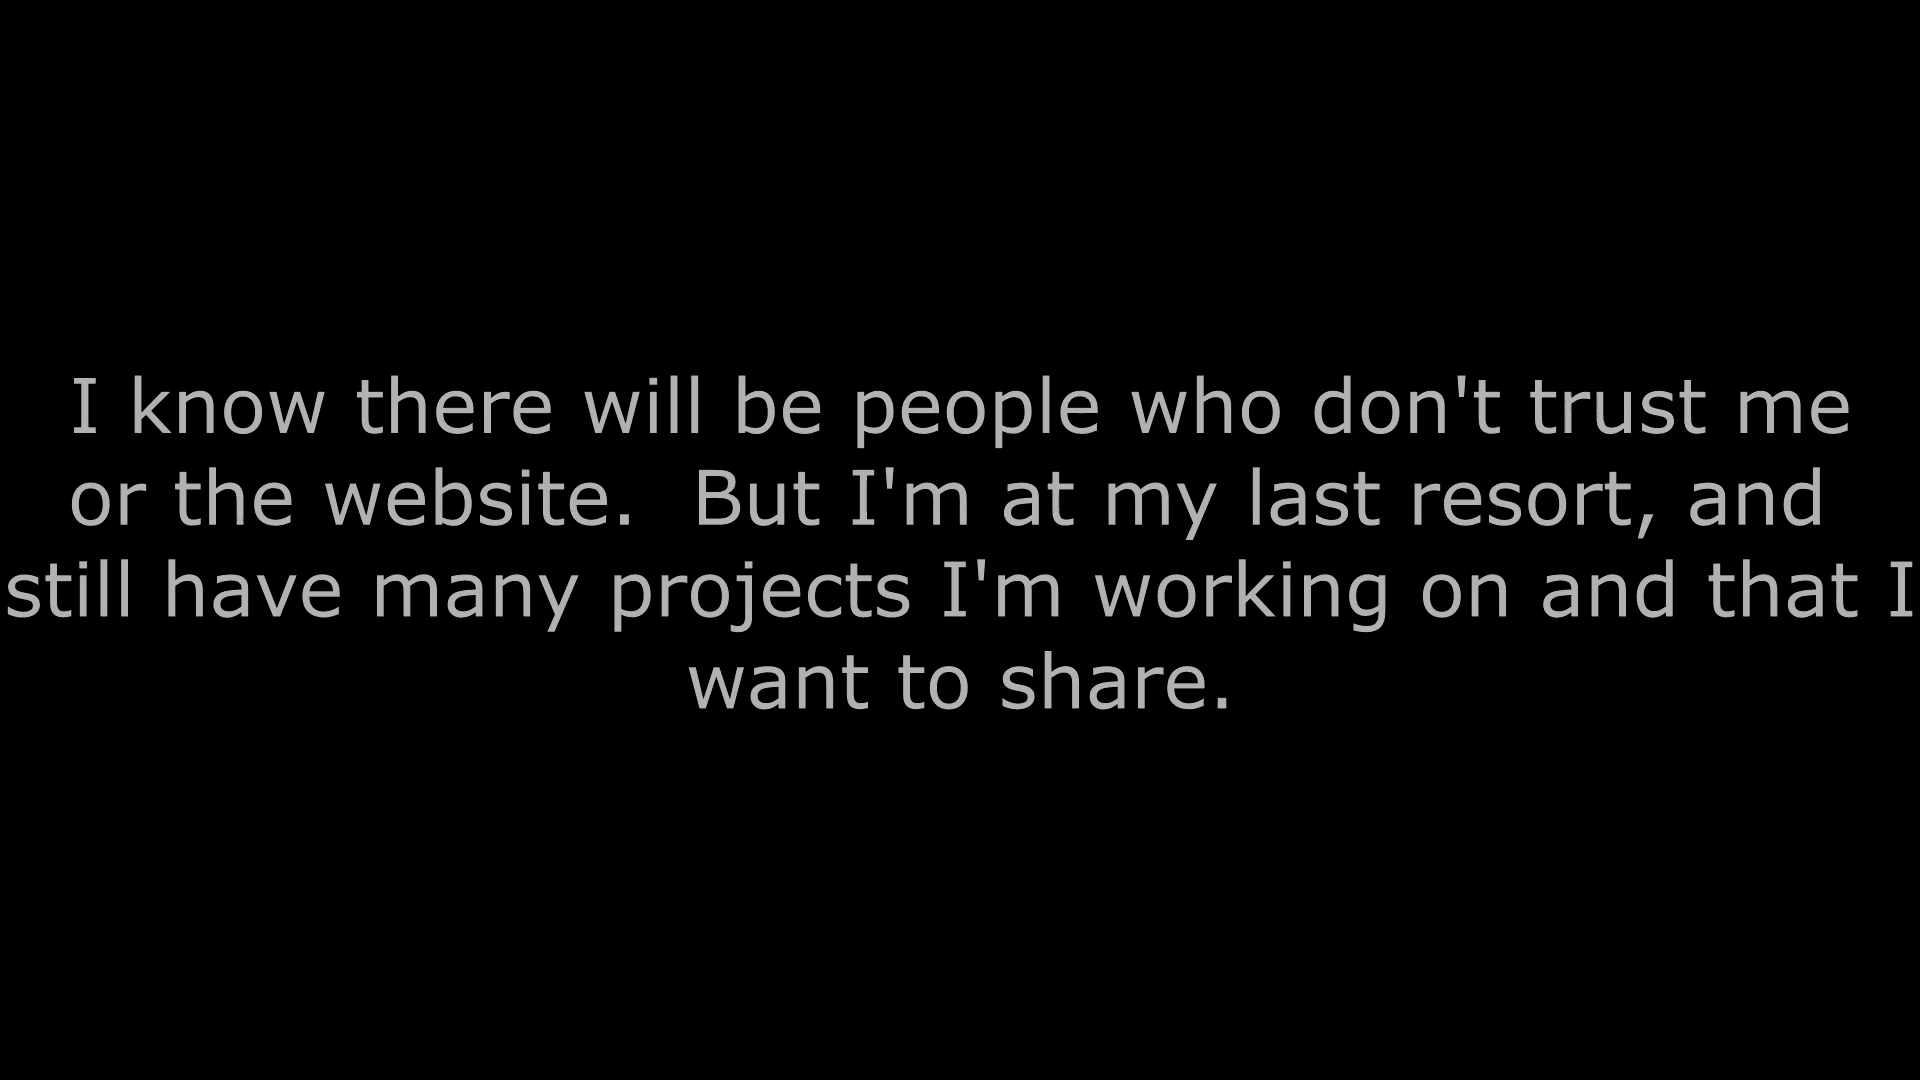 I know there will be people who don't trust me
or the website.  But I'm at my last resort, and
still have many projects I'm working on and that I
want to share.